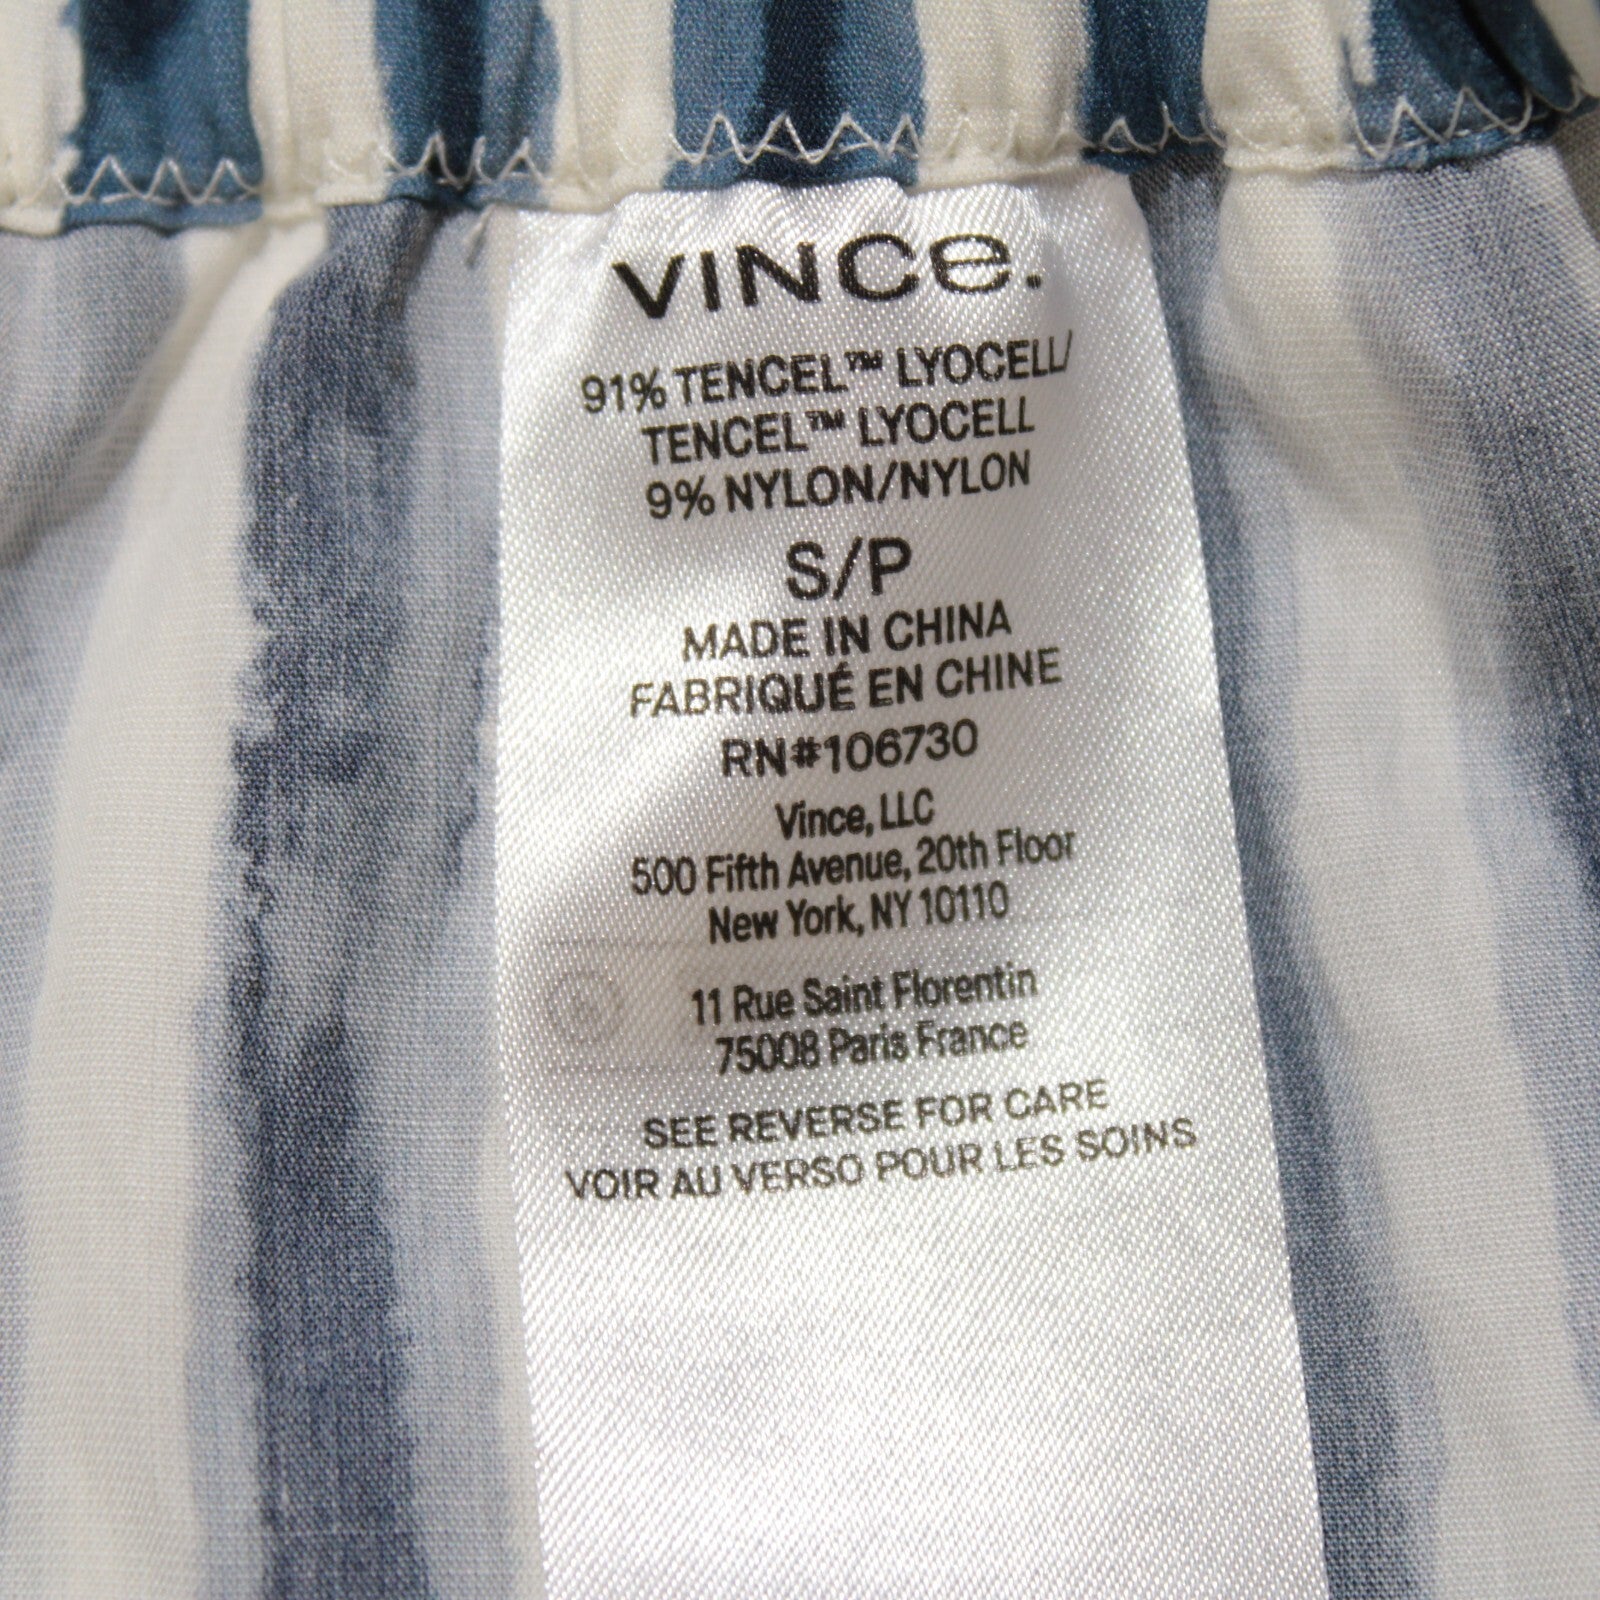 VINCe.
91% TENCEL™ LYOCELL/
TENCEL™ LYOCELL
9% NYLON/NYLON
S/P
MADE IN CHINA
FABRIQUÉ EN CHINE
RN#106730
Vince, LLC
500 Fifth Avenue, 20th Floor
New York, NY 10110
11 Rue Saint Florentin
75008 Paris France
SEE REVERSE FOR CARE
VOIR AU VERSO POUR LES SOINS